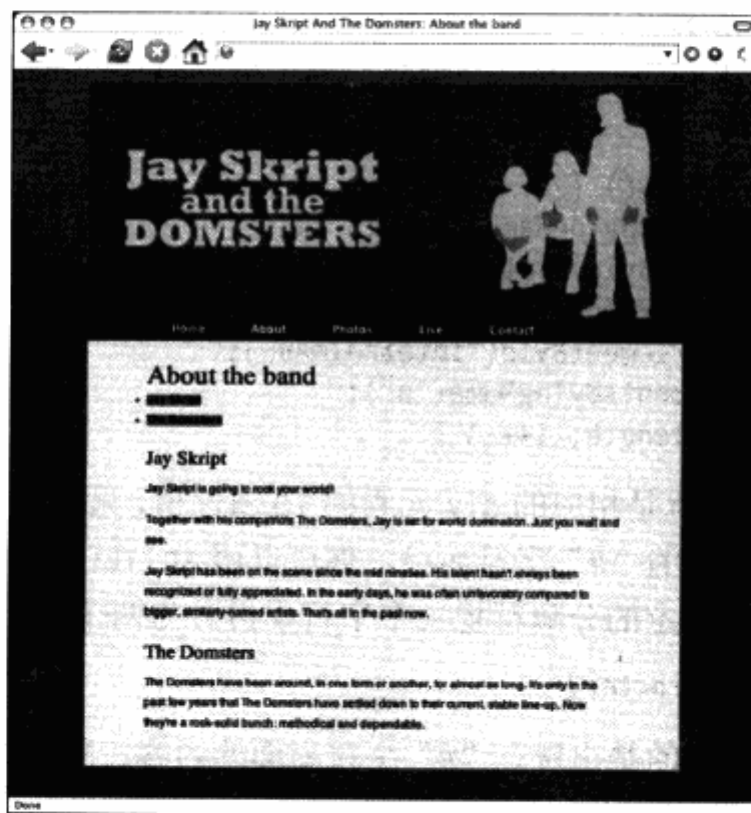 Jay Skript And The Domsters: About the band
Jay Skript
and the
DOMSTERS
Home About Photos Live Contact
About the band
Jay Skript
Jay Skript is going to rock your world!
Together with his compatriots The Domsters, Jay is set for world domination. Just you wait and
see.
Jay Skript has been on the scene since the mid nineties. His talent hasn't always been
recognized or fully appreciated. In the early days, he was often unfavorably compared to
bigger, similarly-named artists. That's all in the past now.
The Domsters
The Domsters have been around, in one form or another, for almost as long. It's only in the
past few years that The Domsters have settled down to their current, stable line-up. Now
they're a rock-solid bunch: methodical and dependable.
Done